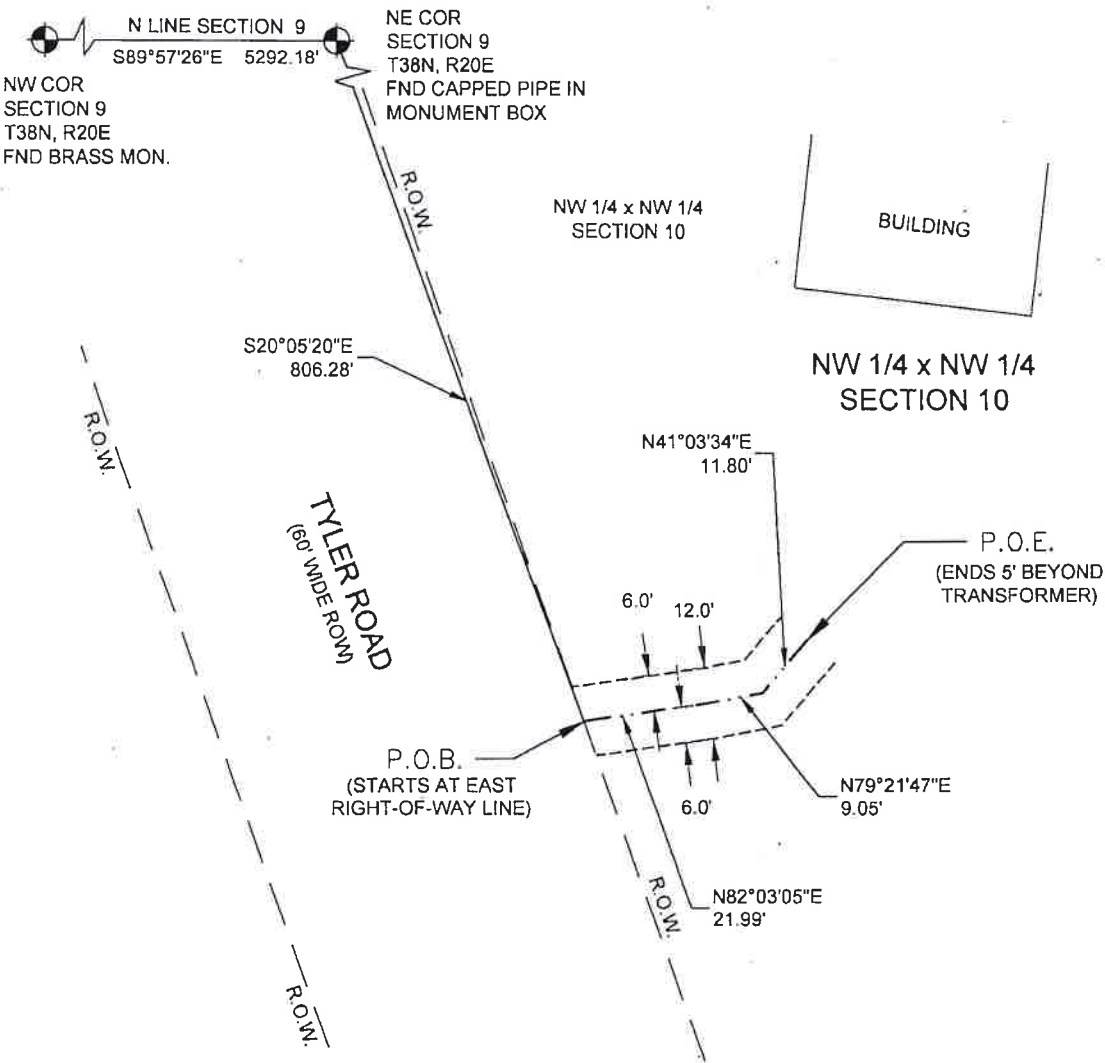 N LINE SECTION 9
S89°57'26"E 5292.18'
NW COR
SECTION 9
T38N, R20E
FND BRASS MON.
NE COR
SECTION 9
T38N, R20E
FND CAPPED PIPE IN
MONUMENT BOX
R.O.W.
NW 1/4 x NW 1/4
SECTION 10
BUILDING
S20°05'20"E
806.28'
NW 1/4 x NW 1/4
SECTION 10
R.O.W.
N41°03'34"E
11.80'
TYLER ROAD
(60' WIDE ROW)
P.O.E.
(ENDS 5' BEYOND
TRANSFORMER)
6.0'
12.0'
P.O.B.
(STARTS AT EAST
RIGHT-OF-WAY LINE)
6.0'
N79°21'47"E
9.05'
R.O.W.
N82°03'05"E
21.99'
R.O.W.